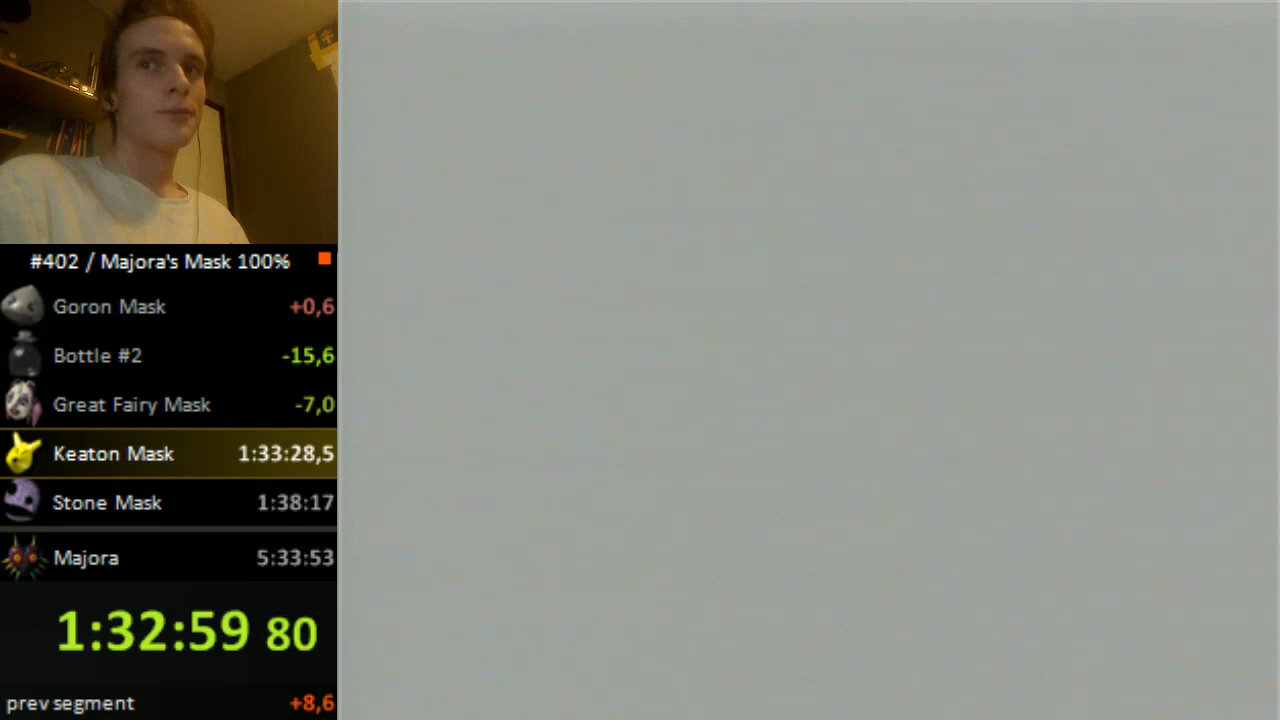 #402 / Majora's Mask 100%
Goron Mask +0,6
Bottle #2 -15,6
Great Fairy Mask -7,0
Keaton Mask 1:33:28,5
Stone Mask 1:38:17
Majora 5:33:53
1:32:59 80
prev segment +8,6